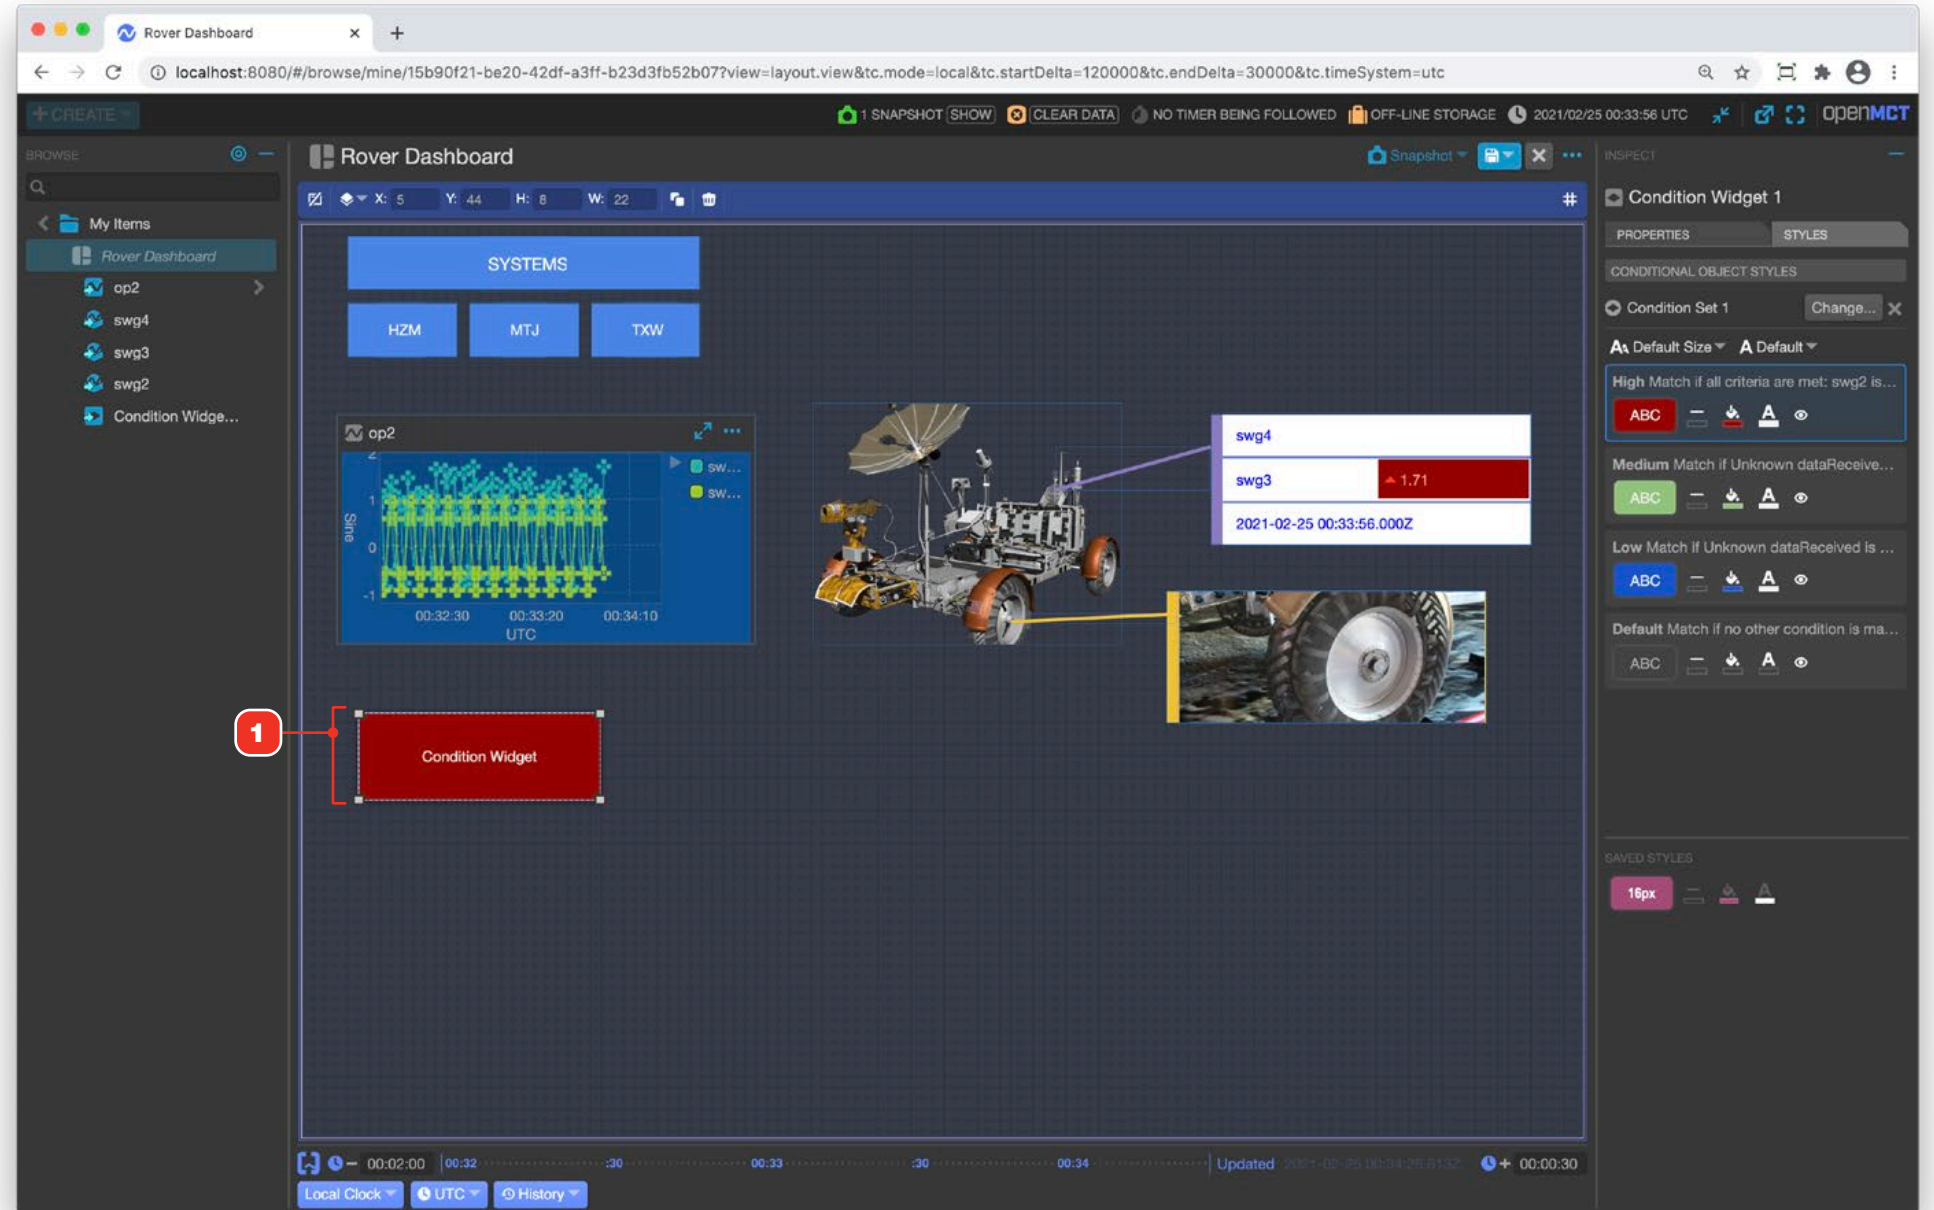 Rover Dashboard
localhost:8080/#/browse/mine/15b90f21-be20-42df-a3ff-b23d3fb52b07?view=layout.view&tc.mode=local&tc.startDelta=120000&tc.endDelta=30000&tc.timeSystem=utc
+CREATE
1 SNAPSHOT SHOW CLEAR DATA NO TIMER BEING FOLLOWED OFF-LINE STORAGE 2021/02/25 00:33:56 UTC openMCT
BROWSE
My Items
Rover Dashboard
op2
swg4
swg3
swg2
Condition Widge...
Rover Dashboard
Snapshot
X: 5 Y: 44 H: 8 W: 22
SYSTEMS
HZM MTJ TXW
op2
sw...
sw...
Sine
2
1
0
-1
00:32:30 00:33:20 00:34:10
UTC
swg4
swg3 1.71
2021-02-25 00:33:56.000Z
1
Condition Widget
00:02:00 00:32 :30 00:33 :30 00:34 Updated + 00:00:30
Local Clock UTC History
INSPECT
Condition Widget 1
PROPERTIES STYLES
CONDITIONAL OBJECT STYLES
Condition Set 1 Change...
Default Size A Default
High Match if all criteria are met: swg2 is...
ABC A
Medium Match if Unknown dataReceive...
ABC A
Low Match if Unknown dataReceived is ...
ABC A
Default Match if no other condition is ma...
ABC A
SAVED STYLES
16px A